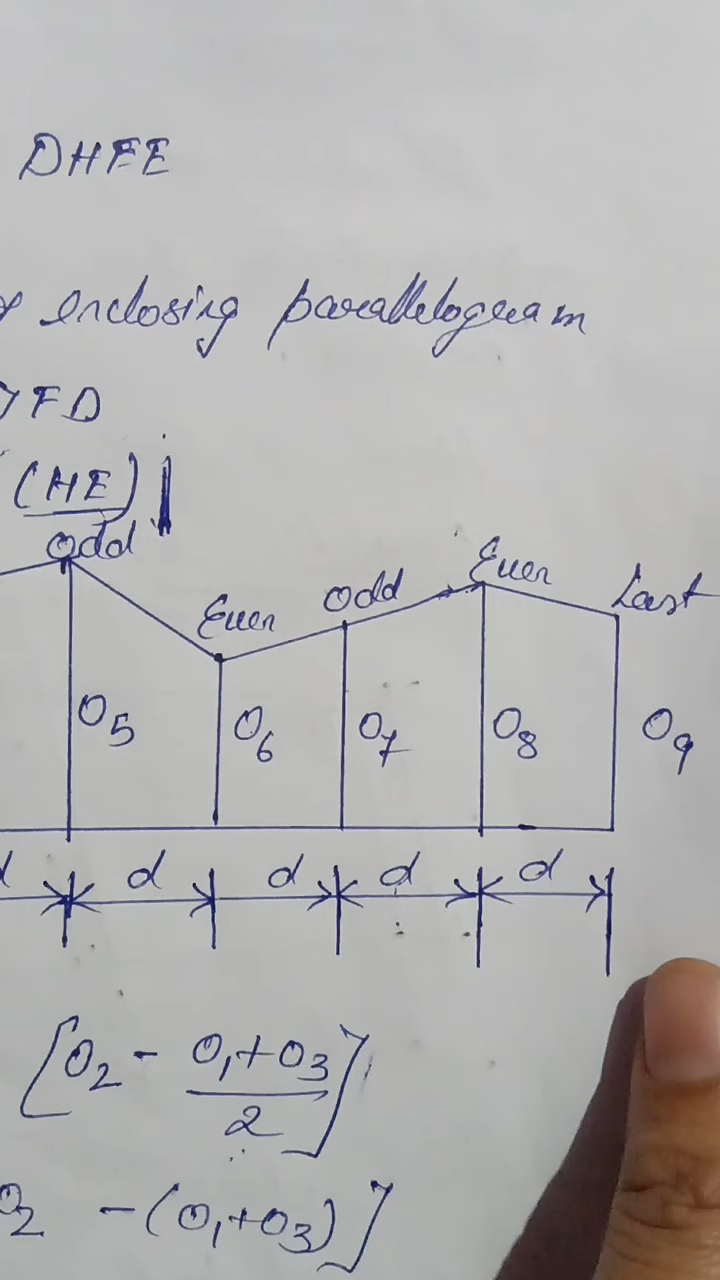 DHFE
enclosing parallelogram
FD
(HE)
Odd
Even Odd Even Last
O5 O6 O7 O8 O9
d d d d
[O2 - O1+O3
2]
O2 - (O1+O3)]